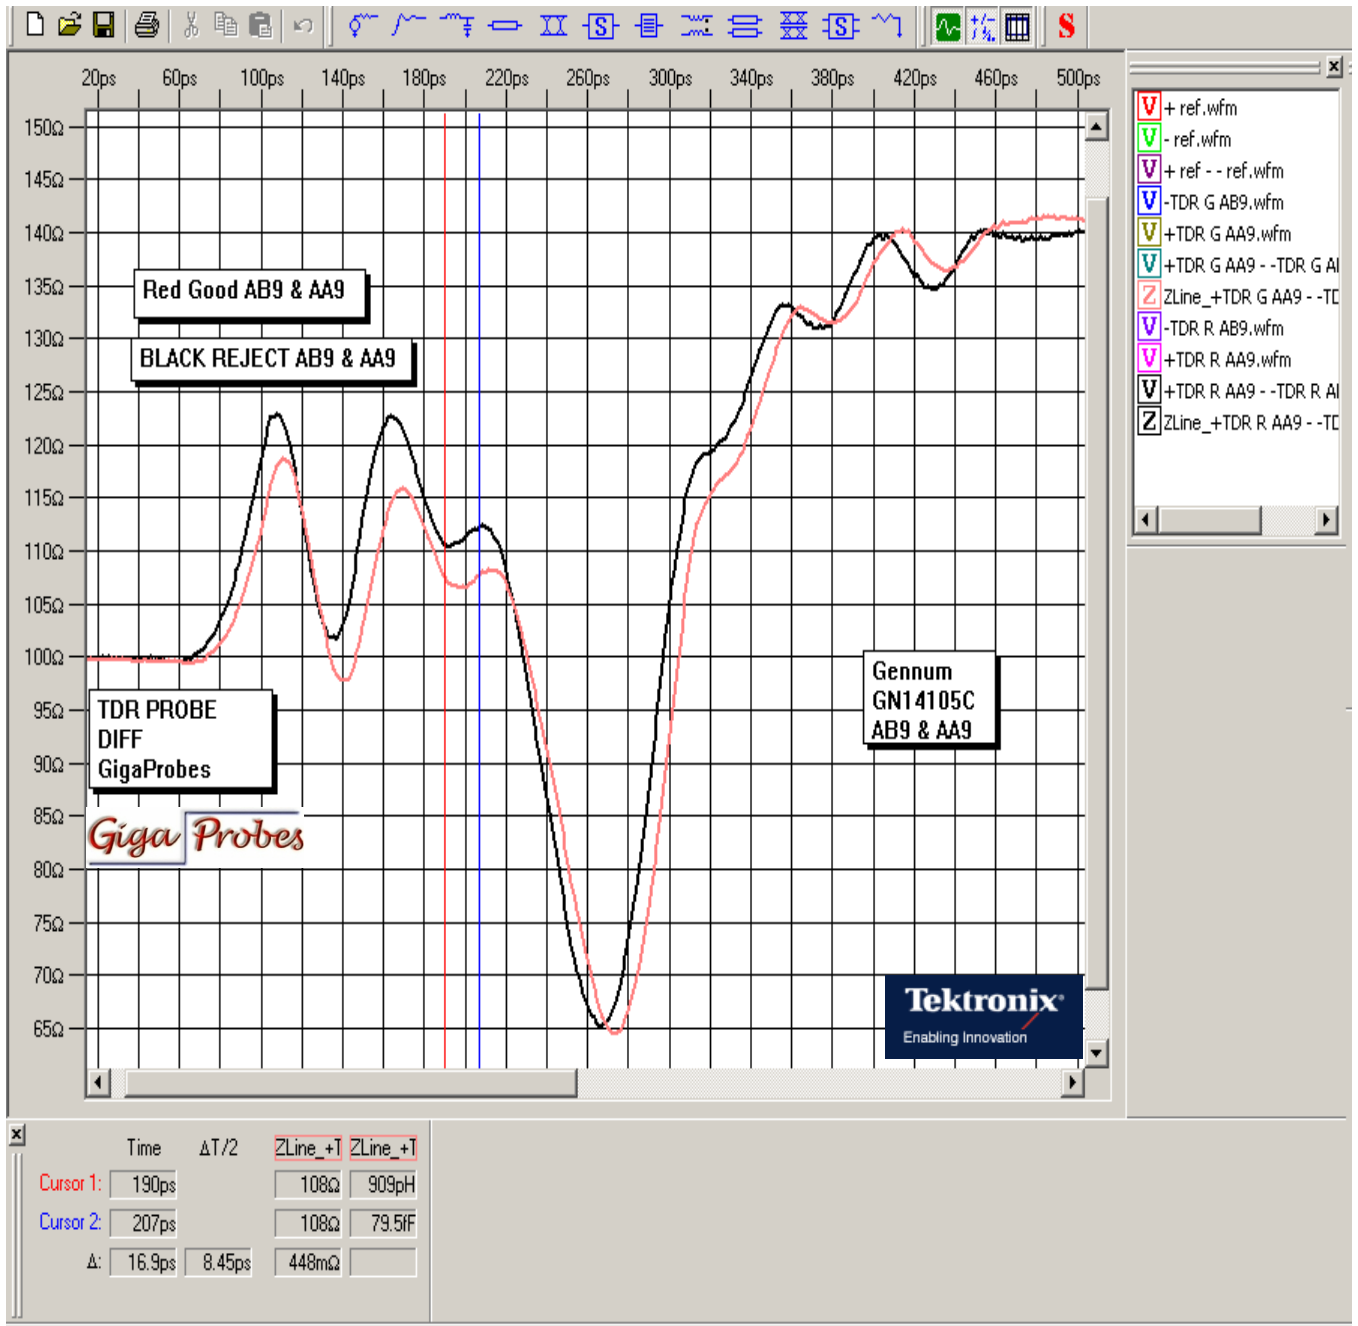 S S S
20ps 60ps 100ps 140ps 180ps 220ps 260ps 300ps 340ps 380ps 420ps 460ps 500ps
150Ω
145Ω
140Ω
135Ω
130Ω
125Ω
120Ω
115Ω
110Ω
105Ω
100Ω
95Ω
90Ω
85Ω
80Ω
75Ω
70Ω
65Ω
Red Good AB9 & AA9
BLACK REJECT AB9 & AA9
TDR PROBE
DIFF
GigaProbes
Giga Probes
Gennum
GN14105C
AB9 & AA9
Tektronix
Enabling Innovation
V + ref.wfm
V - ref.wfm
V + ref - - ref.wfm
V -TDR G AB9.wfm
V +TDR G AA9.wfm
V +TDR G AA9 - -TDR G Al
Z ZLine_+TDR G AA9 - -TD
V -TDR R AB9.wfm
V +TDR R AA9.wfm
V +TDR R AA9 - -TDR R Al
Z ZLine_+TDR R AA9 - -TD
Time ΔT/2 ZLine_+T ZLine_+T
Cursor 1: 190ps 108Ω 909pH
Cursor 2: 207ps 108Ω 79.5fF
Δ: 16.9ps 8.45ps 448mΩ